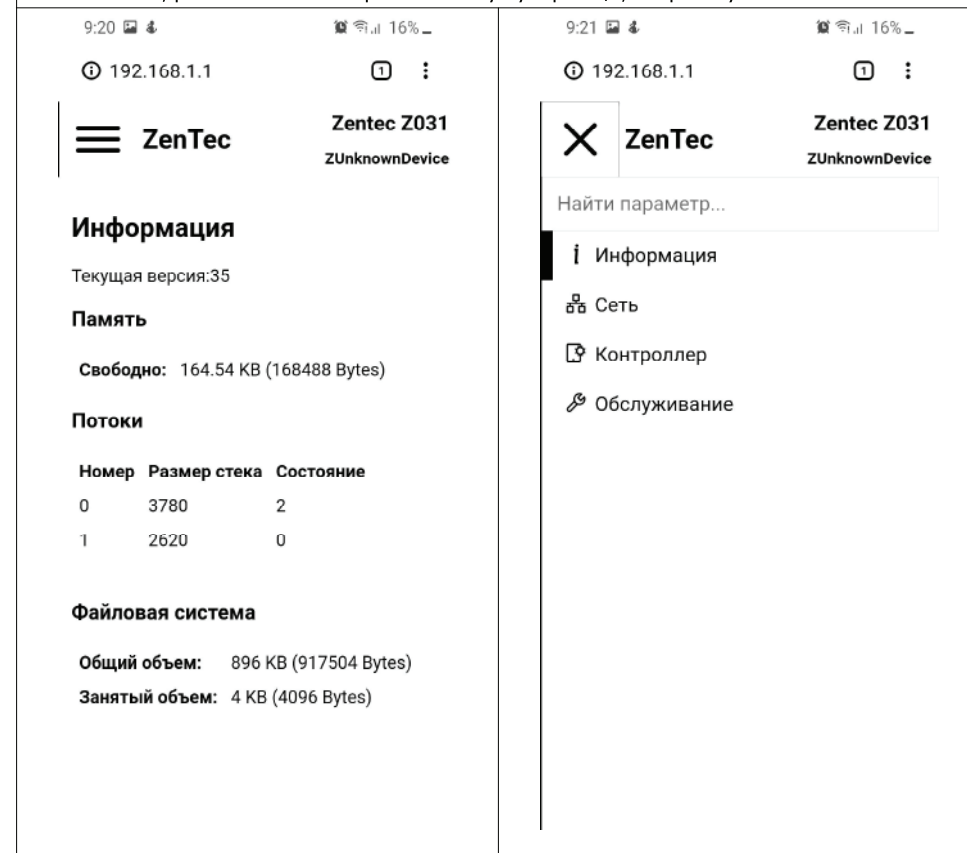 9:20 16%
192.168.1.1 1
ZenTec
Zentec Z031
ZUnknownDevice
Информация
Текущая версия:35
Память
Свободно: 164.54 KB (168488 Bytes)
Потоки
Номер Размер стека Состояние
0 3780 2
1 2620 0
Файловая система
Общий объем: 896 KB (917504 Bytes)
Занятый объем: 4 KB (4096 Bytes)
9:21 16%
192.168.1.1 1
ZenTec
Zentec Z031
ZUnknownDevice
Найти параметр...
Информация
Сеть
Контроллер
Обслуживание